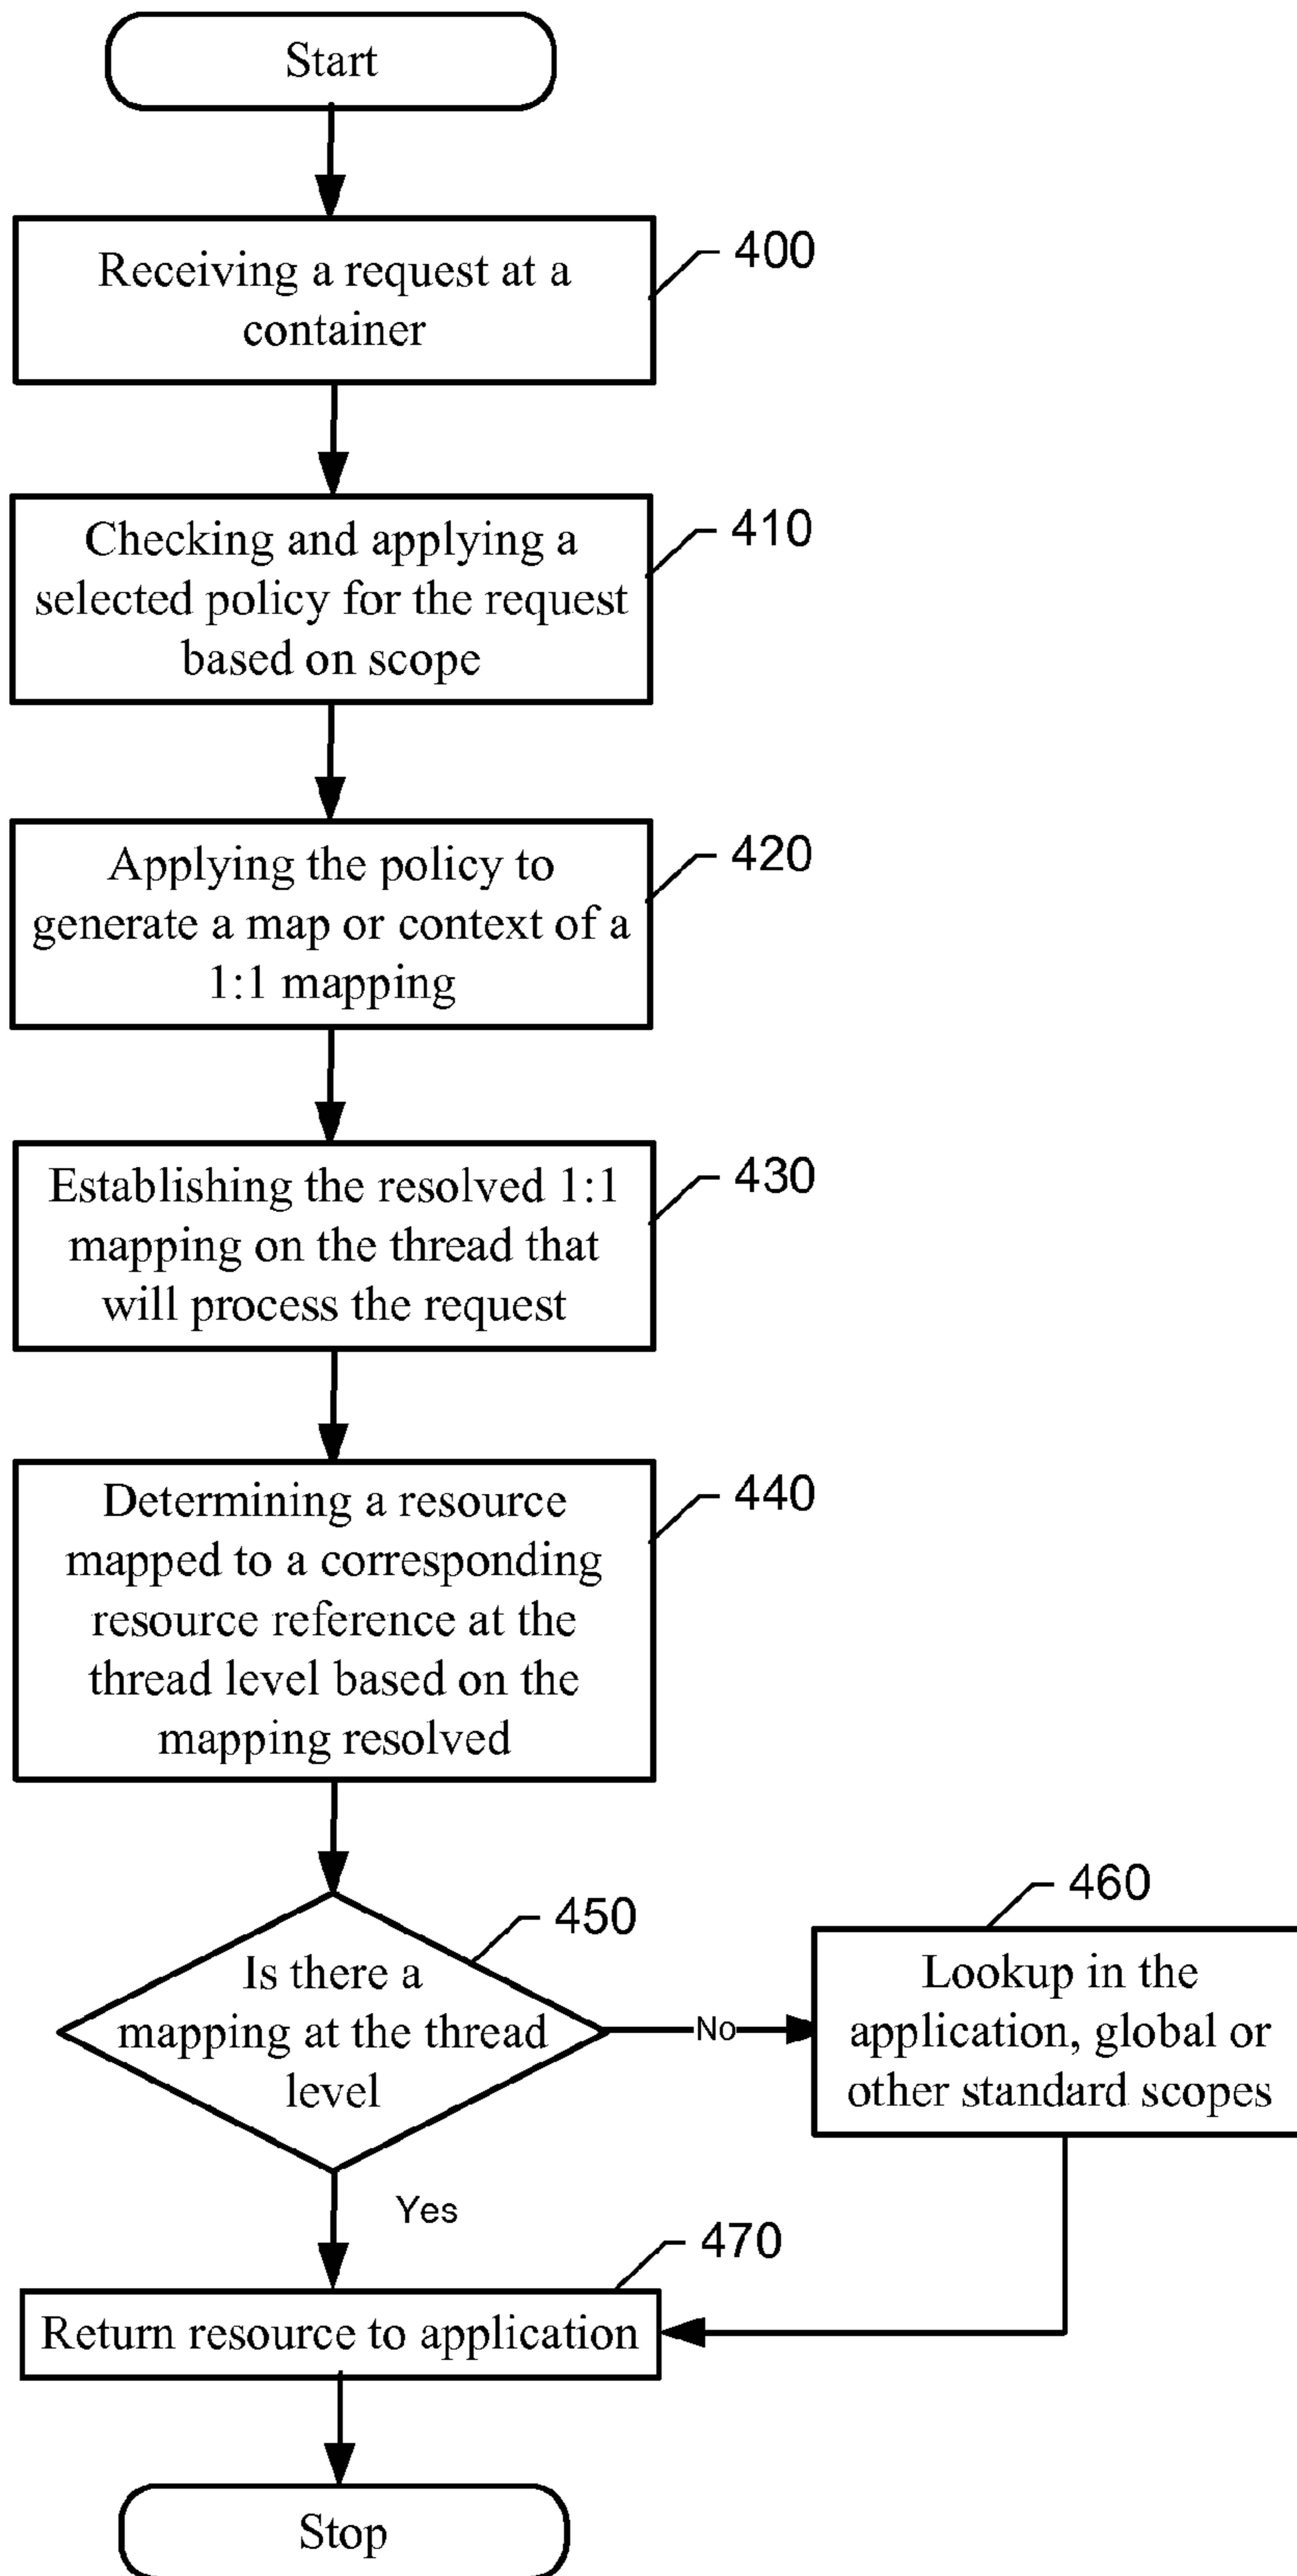 Start
Receiving a request at a
container
400
Checking and applying a
selected policy for the request
based on scope
410
Applying the policy to
generate a map or context of a
1:1 mapping
420
Establishing the resolved 1:1
mapping on the thread that
will process the request
430
Determining a resource
mapped to a corresponding
resource reference at the
thread level based on the
mapping resolved
440
Is there a
mapping at the thread
level
450
No
460
Lookup in the
application, global or
other standard scopes
Yes
470
Return resource to application
Stop